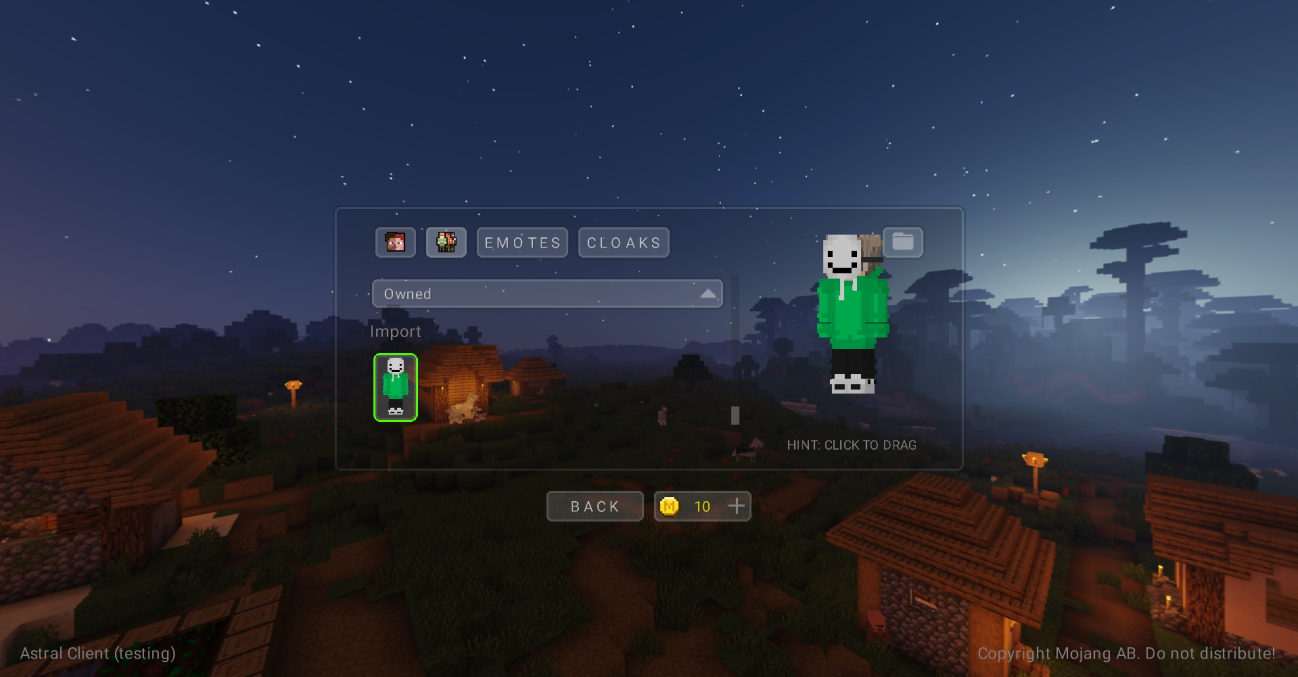 EMOTES
CLOAKS
Owned
Import
HINT: CLICK TO DRAG
BACK
M
10
Astral Client (testing)
Copyright Mojang AB. Do not distribute!